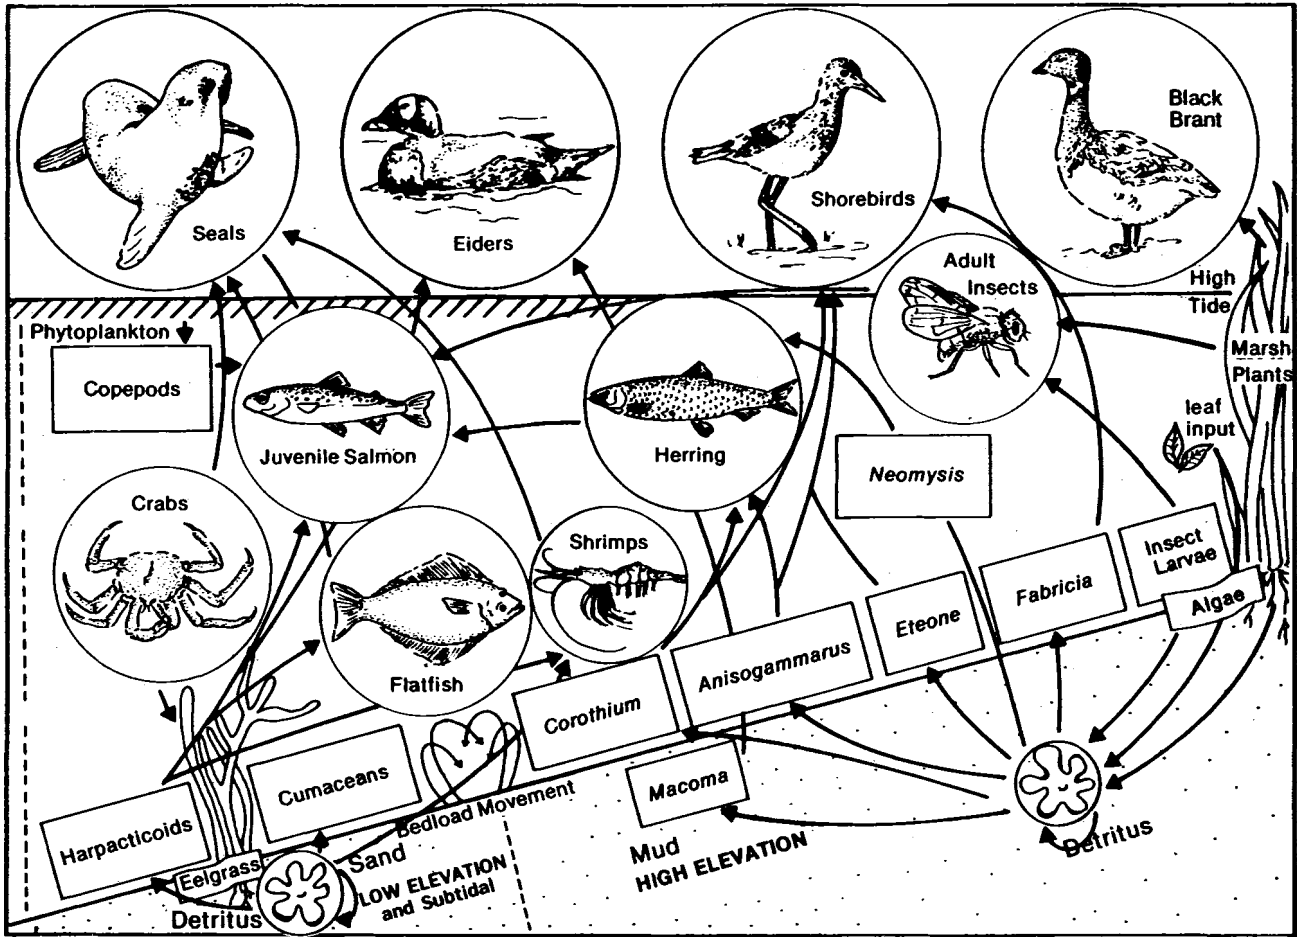 Seals
Eiders
Shorebirds
Black
Brant
Adult
Insects
High
Tide
Phytoplankton
Copepods
Juvenile Salmon
Herring
Marsh
Plants
leaf
input
Neomysis
Crabs
Shrimps
Flatfish
Insect
Larvae
Algae
Fabricia
Eteone
Anisogammarus
Corothium
Macoma
Cumaceans
Harpacticoids
Eelgrass
Bedload Movement
Sand
Detritus
LOW ELEVATION
and Subtidal
Mud
HIGH ELEVATION
Detritus